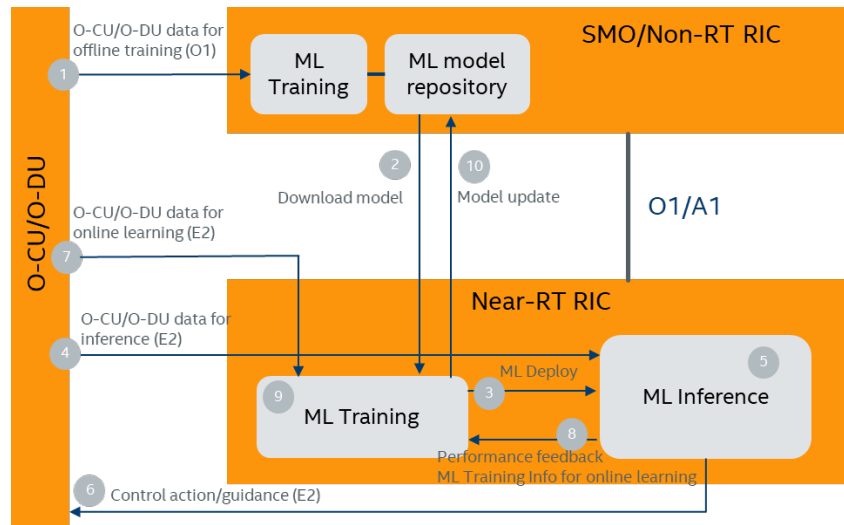 O-CU/O-DU data for
offline training (O1)
1
ML
Training
ML model
repository
SMO/Non-RT RIC
2
Download model
10
Model update
O1/A1
O-CU/O-DU
O-CU/O-DU data for
online learning (E2)
7
Near-RT RIC
O-CU/O-DU data for
inference (E2)
4
5
ML Inference
ML Deploy
3
9
ML Training
8
Performance feedback
ML Training Info for online learning
6
Control action/guidance (E2)